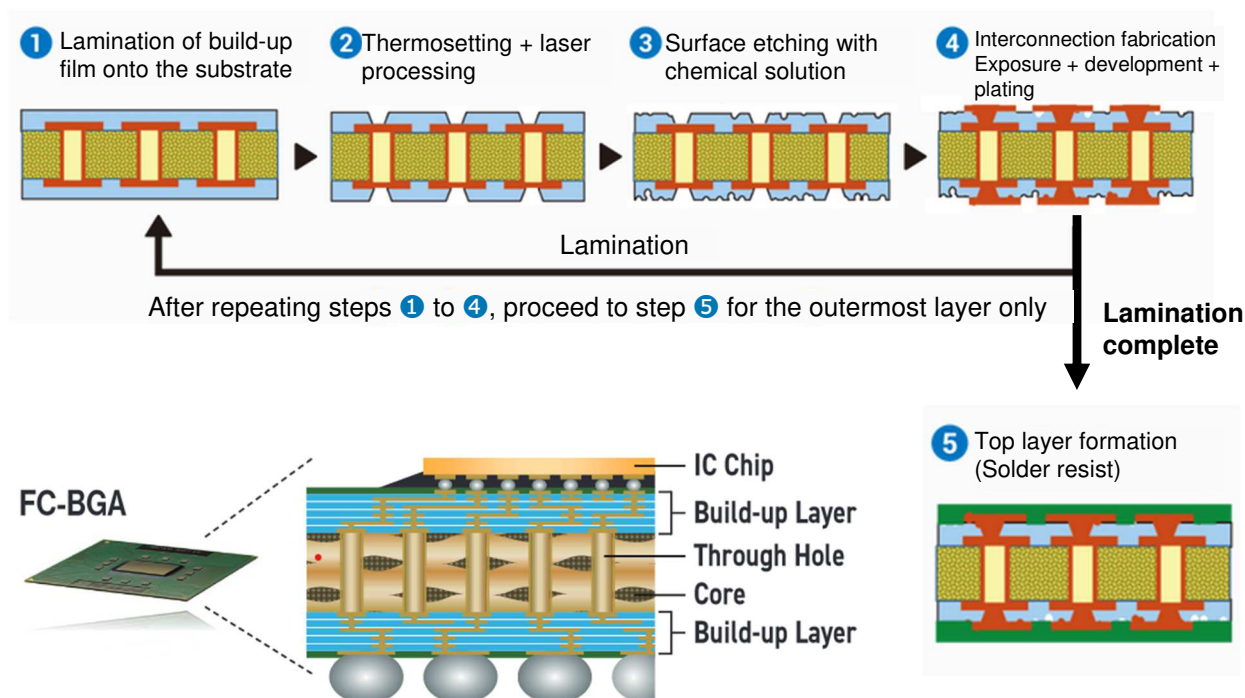 1 Lamination of build-up
film onto the substrate
2 Thermosetting + laser
processing
3 Surface etching with
chemical solution
4 Interconnection fabrication
Exposure + development +
plating
Lamination
After repeating steps 1 to 4, proceed to step 5 for the outermost layer only
Lamination
complete
FC-BGA
IC Chip
Build-up Layer
Through Hole
Core
Build-up Layer
5 Top layer formation
(Solder resist)